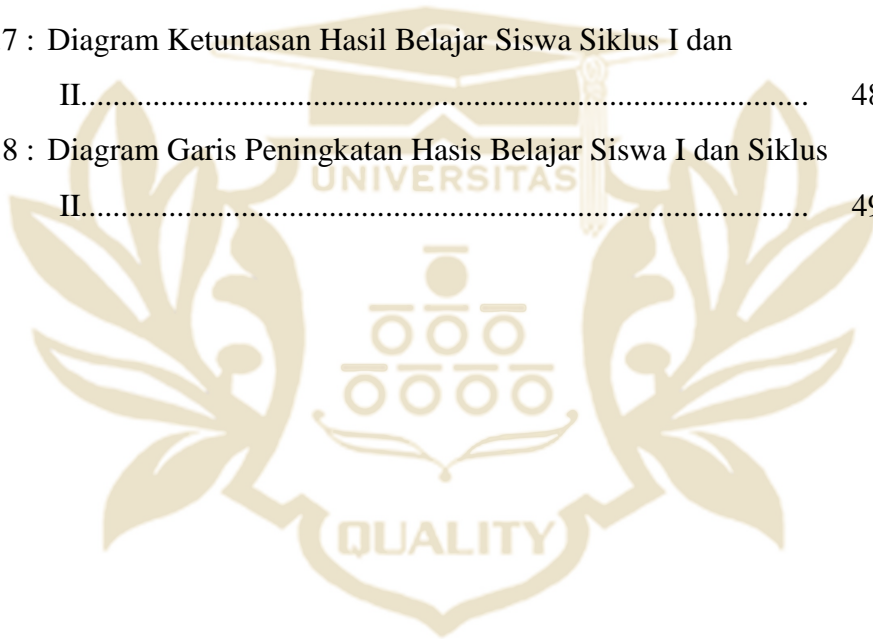 7 : Diagram Ketuntasan Hasil Belajar Siswa Siklus I dan
II............................................................................................ 48
8 : Diagram Garis Peningkatan Hasis Belajar Siswa I dan Siklus
UNIVERSITAS
II............................................................................................ 49
QUALITY